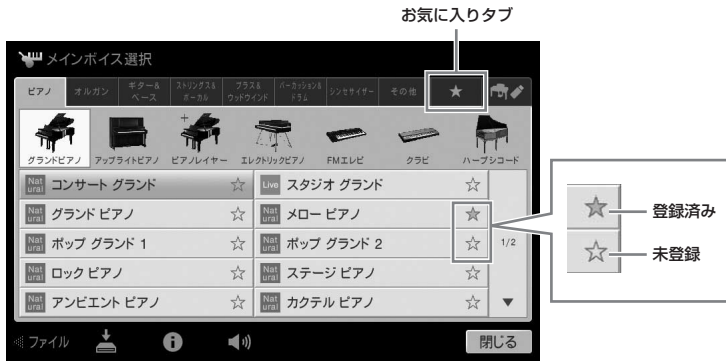 お気に入りタブ
メインボイス選択
ピアノ オルガン ギター& ベース ストリングス& ボーカル ブラス& ウッドウインド パーカッション& ドラム シンセサイザー その他 ★
グランドピアノ アップライトピアノ ピアノレイヤー エレクトリックピアノ FMエレピ クラビ ハープシコード
Natural コンサート グランド ☆ Live スタジオ グランド ☆
Natural グランド ピアノ ☆ Natural メロー ピアノ ★
Natural ポップ グランド 1 ☆ Natural ポップ グランド 2 ☆ 1/2
Natural ロック ピアノ ☆ Natural ステージ ピアノ ☆
Natural アンビエント ピアノ ☆ Natural カクテル ピアノ ☆ ▼
ファイル 閉じる
★ 登録済み
☆ 未登録